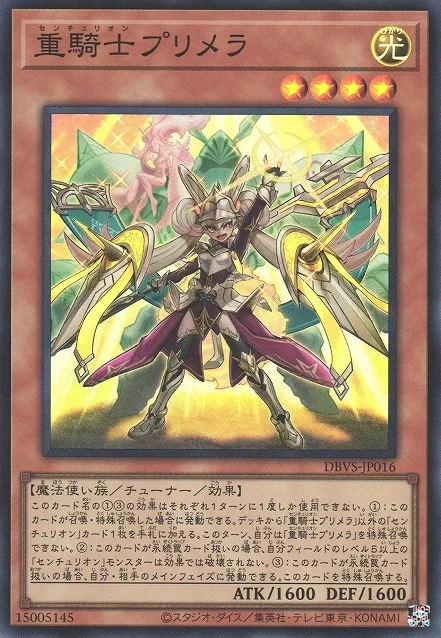 センチュリオン
重騎士プリメラ
ひかり
光
DBVS-JP016
【魔法使い族／チューナー／効果】
このカード名の①③の効果はそれぞれ1ターンに1度しか使用できない。①：こ
のカードが召喚・特殊召喚した場合に発動できる。デッキから「重騎士プリメラ」以外の「セ
ンチュリオン」カード1枚を手札に加える。このターン、自分は「重騎士プリメラ」を特殊召喚
できない。②：このカードが永続罠カード扱いの場合、自分フィールドのレベル５以上の
「センチュリオン」モンスターは効果では破壊されない。③：このカードが永続罠カード
扱いの場合、自分・相手のメインフェイズに発動できる。このカードを特殊召喚する。
ATK/1600 DEF/1600
15005145
©スタジオ・ダイス／集英社・テレビ東京・KONAMI